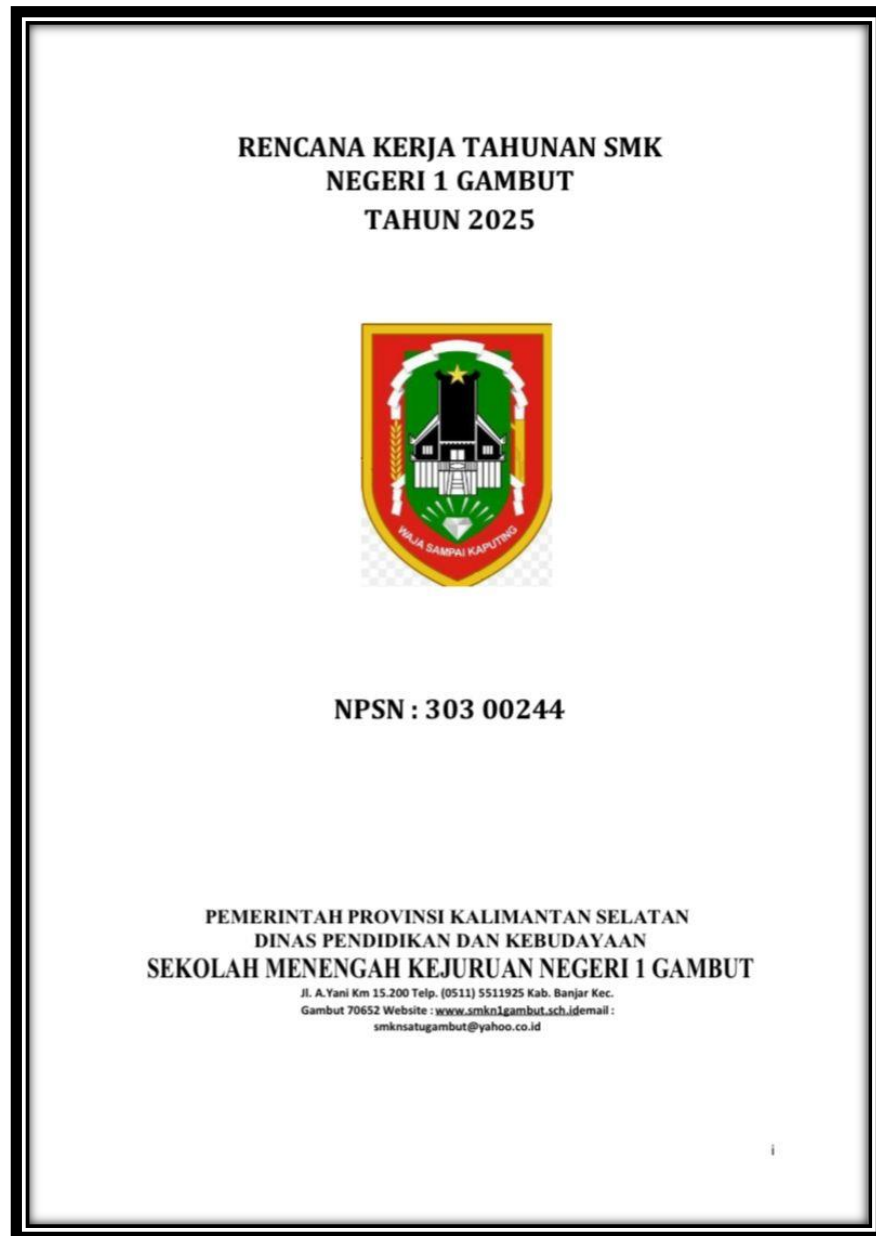 RENCANA KERJA TAHUNAN SMK
NEGERI 1 GAMBUT
TAHUN 2025
WAJA SAMPAI KAPUTING
NPSN : 303 00244
PEMERINTAH PROVINSI KALIMANTAN SELATAN
DINAS PENDIDIKAN DAN KEBUDAYAAN
SEKOLAH MENENGAH KEJURUAN NEGERI 1 GAMBUT
Jl. A.Yani Km 15.200 Telp. (0511) 5511925 Kab. Banjar Kec.
Gambut 70652 Website : www.smkn1gambut.sch.idemail :
smknsatugambut@yahoo.co.id
i